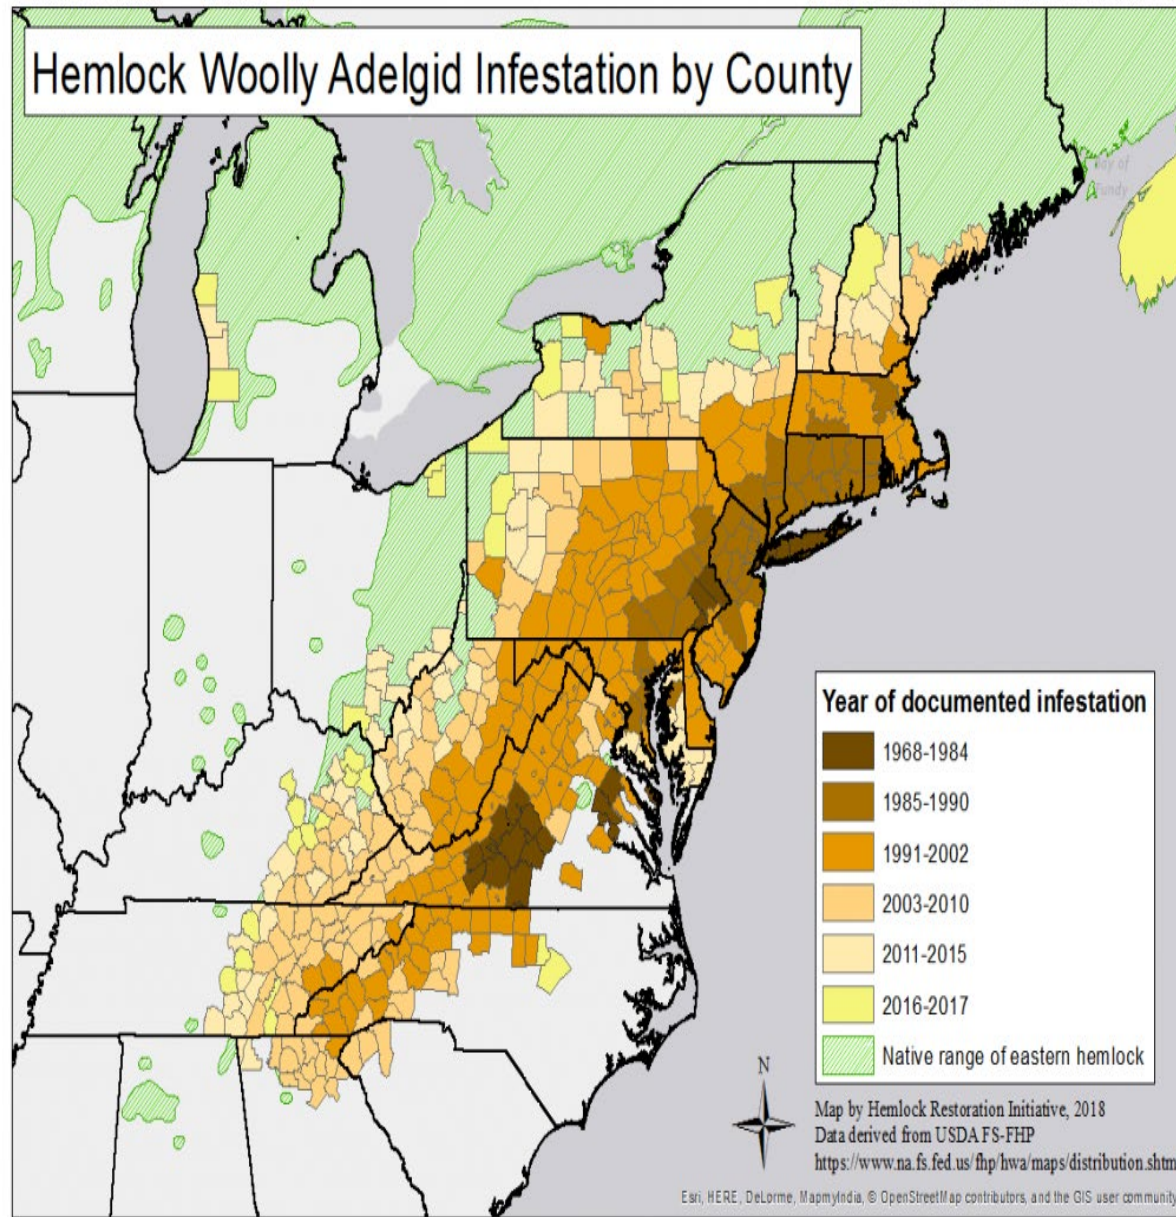 Hemlock Woolly Adelgid Infestation by County
Bay of
Fundy
Year of documented infestation
1968-1984
1985-1990
1991-2002
2003-2010
2011-2015
2016-2017
Native range of eastern hemlock
N
Map by Hemlock Restoration Initiative, 2018
Data derived from USDA FS-FHP
https://www.na.fs.fed.us/fhp/hwa/maps/distribution.shtm
Esri, HERE, DeLorme, MapmyIndia, © OpenStreetMap contributors, and the GIS user community